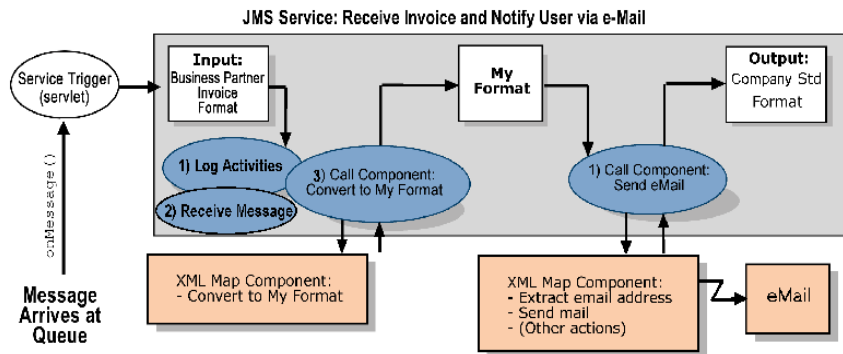 JMS Service: Receive Invoice and Notify User via e-Mail
Service Trigger
(servlet)
Input:
Business Partner
Invoice
Format
My
Format
Output:
Company Std
Format
1) Log Activities
2) Receive Message
3) Call Component:
Convert to My Format
1) Call Component:
Send eMail
onMessage()
Message
Arrives at
Queue
XML Map Component:
- Convert to My Format
XML Map Component:
- Extract email address
- Send mail
- (Other actions)
eMail